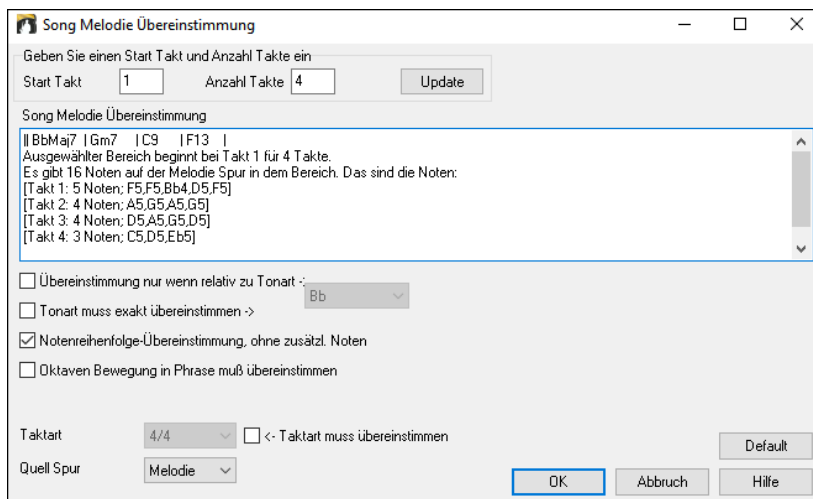 Song Melodie Übereinstimmung
Geben Sie einen Start Takt und Anzahl Takte ein
Start Takt 1 Anzahl Takte 4 Update
Song Melodie Übereinstimmung
|| BbMaj7 | Gm7 | C9 | F13 |
Ausgewählter Bereich beginnt bei Takt 1 für 4 Takte.
Es gibt 16 Noten auf der Melodie Spur in dem Bereich. Das sind die Noten:
[Takt 1: 5 Noten; F5,F5,Bb4,D5,F5]
[Takt 2: 4 Noten; A5,G5,A5,G5]
[Takt 3: 4 Noten; D5,A5,G5,D5]
[Takt 4: 3 Noten; C5,D5,Eb5]
Übereinstimmung nur wenn relativ zu Tonart -:
Bb
Tonart muss exakt übereinstimmen ->
Notenreihenfolge-Übereinstimmung, ohne zusätzl. Noten
Oktaven Bewegung in Phrase muß übereinstimmen
Taktart 4/4 <- Taktart muss übereinstimmen
Default
Quell Spur Melodie
OK Abbruch Hilfe